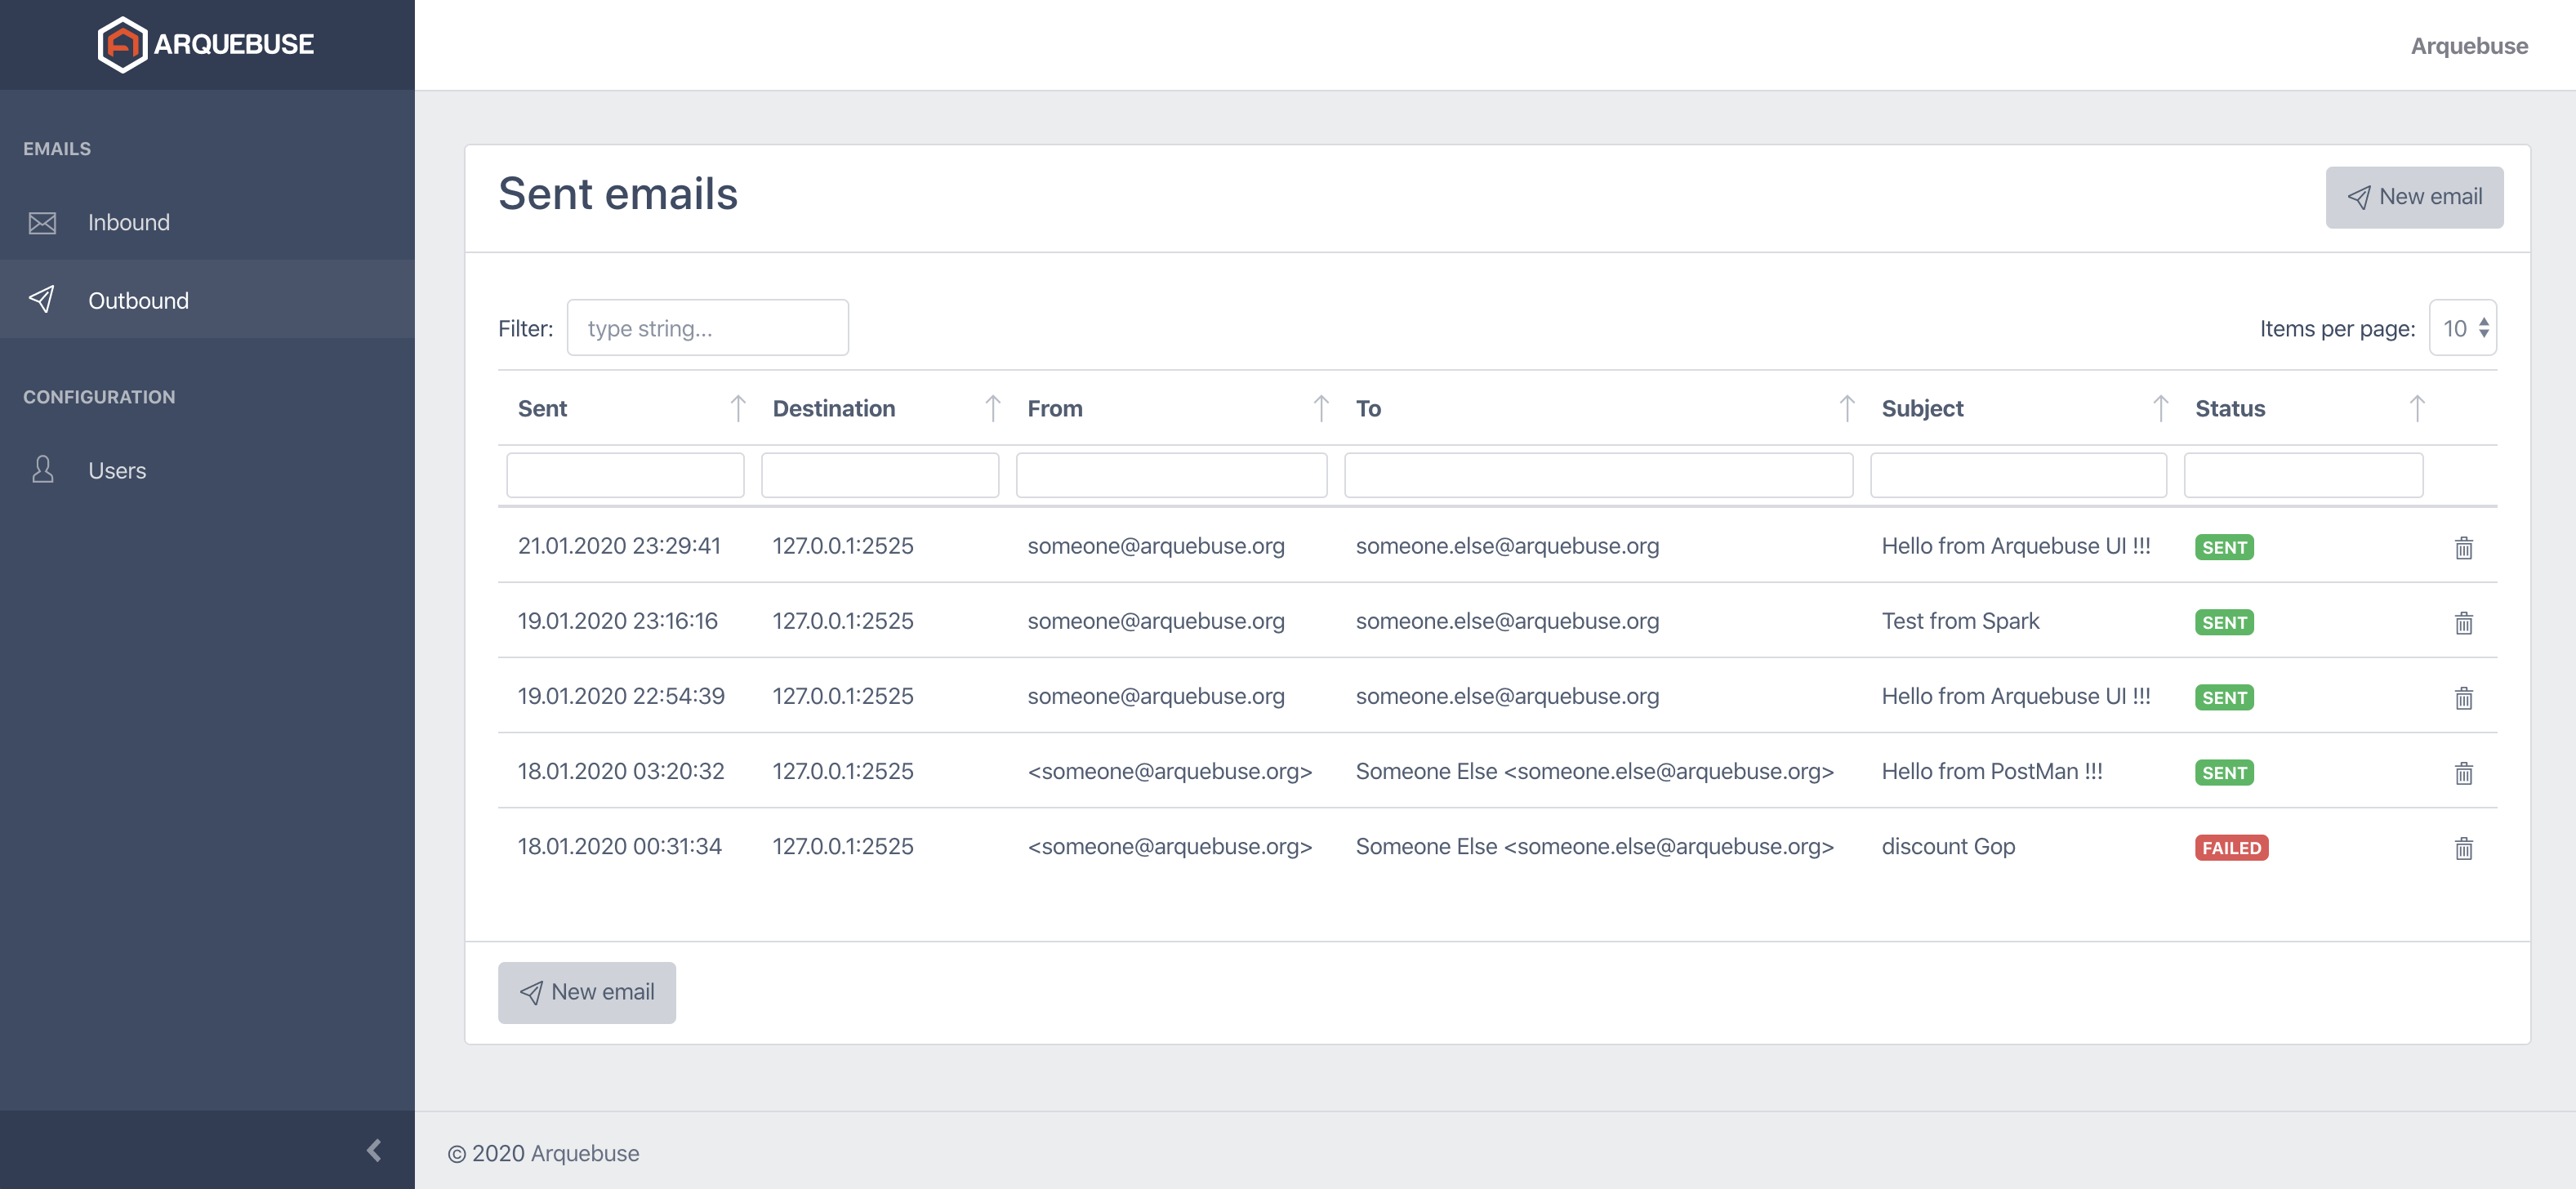 ARQUEBUSE
Arquebuse
EMAILS
Inbound
Outbound
CONFIGURATION
Users
Sent emails
New email
Filter: type string... Items per page: 10
Sent Destination From To Subject Status
21.01.2020 23:29:41 127.0.0.1:2525 someone@arquebuse.org someone.else@arquebuse.org Hello from Arquebuse UI !!! SENT
19.01.2020 23:16:16 127.0.0.1:2525 someone@arquebuse.org someone.else@arquebuse.org Test from Spark SENT
19.01.2020 22:54:39 127.0.0.1:2525 someone@arquebuse.org someone.else@arquebuse.org Hello from Arquebuse UI !!! SENT
18.01.2020 03:20:32 127.0.0.1:2525 <someone@arquebuse.org> Someone Else <someone.else@arquebuse.org> Hello from PostMan !!! SENT
18.01.2020 00:31:34 127.0.0.1:2525 <someone@arquebuse.org> Someone Else <someone.else@arquebuse.org> discount Gop FAILED
New email
© 2020 Arquebuse